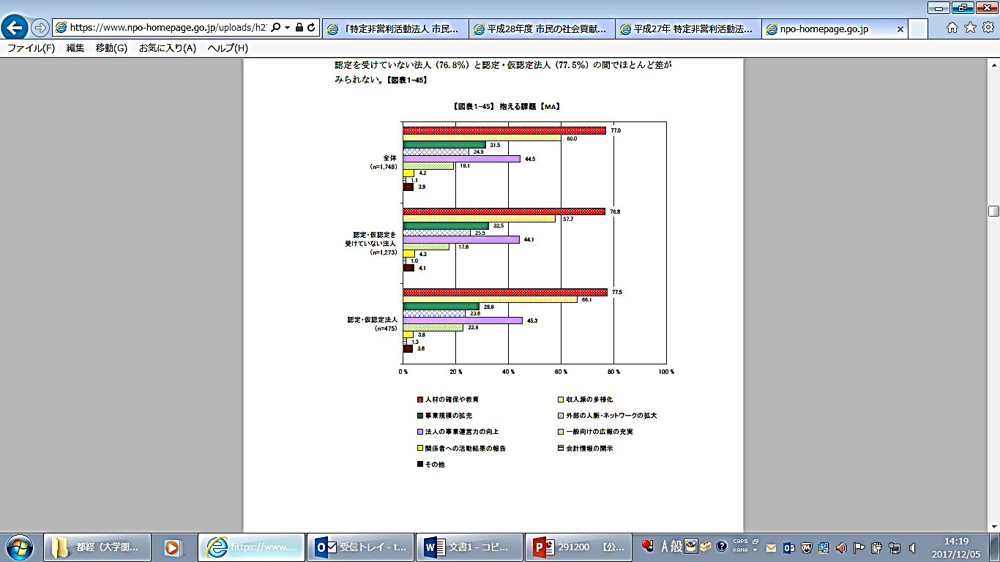 https://www.npo-homepage.go.jp/uploads/h2
「特定非営利活動法人 市民...
平成28年度 市民の社会貢献...
平成27年 特定非営利活動法...
npo-homepage.go.jp
ファイル(F) 編集 移動(G) お気に入り(A) ヘルプ(H)
認定を受けていない法人（76.8%）と認定・仮認定法人（77.5%）の間でほとんど差が
みられない。【図表1-45】
【図表1-45】 抱える課題 【MA】
全体
(n=1,748)
77.0
60.0
31.5
24.9
44.5
19.1
4.2
1.1
3.9
認定・仮認定を
受けていない法人
(n=1,273)
76.8
57.7
32.5
25.5
44.1
17.6
4.3
1.0
4.1
認定・仮認定法人
(n=475)
77.5
66.1
28.8
23.6
45.3
22.9
3.8
1.3
3.6
0% 20% 40% 60% 80% 100%
人材の確保や教育 収入源の多様化
事業規模の拡充 外部の人脈・ネットワークの拡大
法人の事業運営力の向上 一般向けの広報の充実
関係者への活動結果の報告 会計情報の開示
その他
都経（大学関...
https://www....
受信トレイ - t...
文書1 - コピ...
291200 【公...
A 般
CAPS
KANA
14:19
2017/12/05